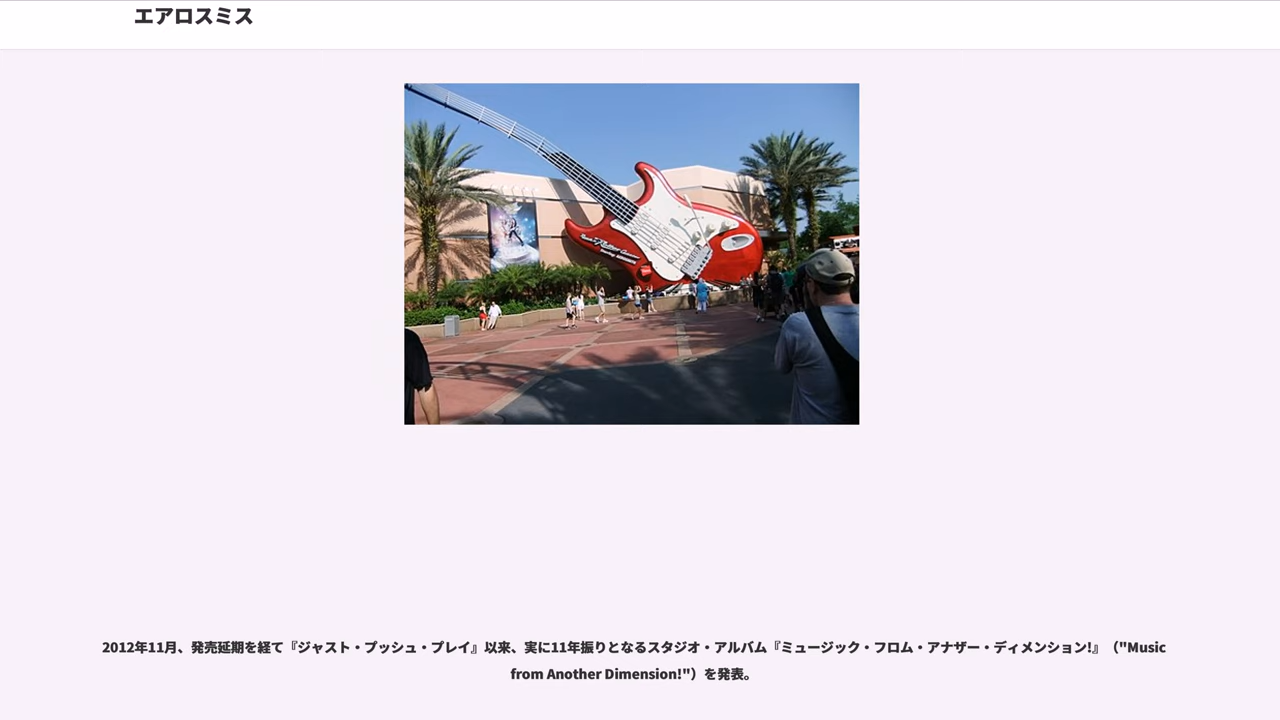 エアロスミス
2012年11月、発売延期を経て『ジャスト・プッシュ・プレイ』以来、実に11年振りとなるスタジオ・アルバム『ミュージック・フロム・アナザー・ディメンション!』（"Music
from Another Dimension!"）を発表。